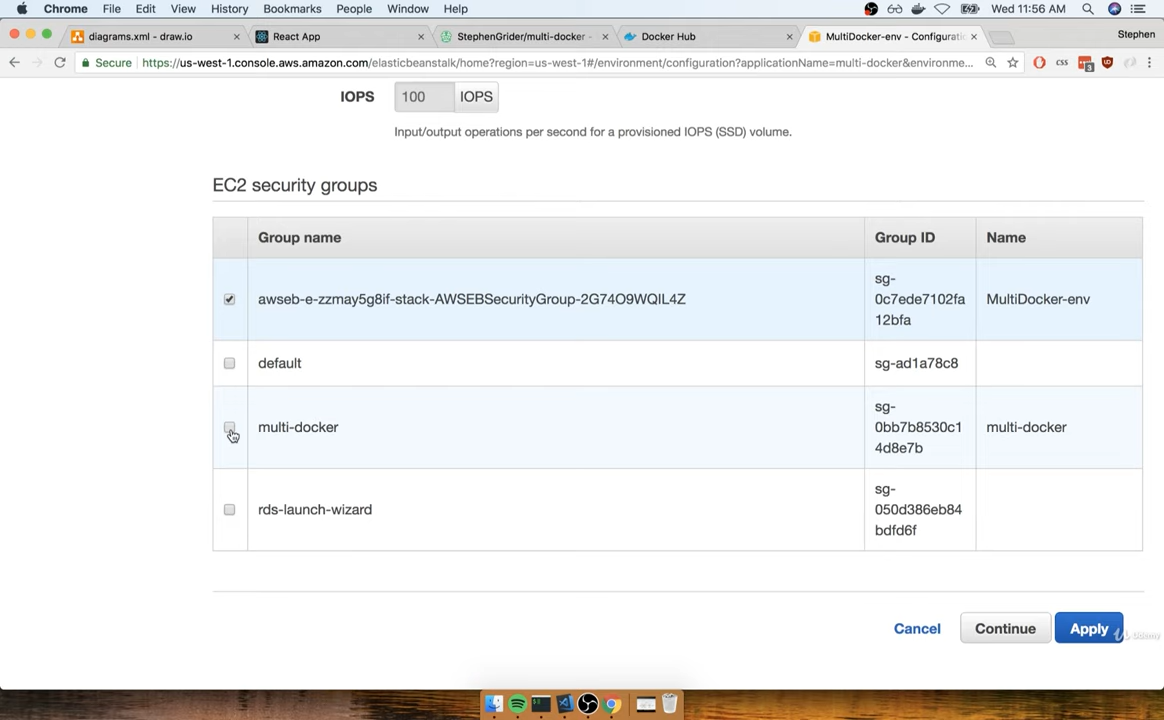 Chrome File Edit View History Bookmarks People Window Help Wed 11:56 AM
diagrams.xml - draw.io React App StephenGrider/multi-docker - Docker Hub MultiDocker-env - Configuratio Stephen
Secure https://us-west-1.console.aws.amazon.com/elasticbeanstalk/home?region=us-west-1#/environment/configuration?applicationName=multi-docker&environme... CSS 3
IOPS 100 IOPS
Input/output operations per second for a provisioned IOPS (SSD) volume.
EC2 security groups
Group name Group ID Name
awseb-e-zzmay5g8if-stack-AWSEBSecurityGroup-2G74O9WQIL4Z sg-
0c7ede7102fa MultiDocker-env
12bfa
default sg-ad1a78c8
multi-docker sg-
0bb7b8530c1 multi-docker
4d8e7b
rds-launch-wizard sg-
050d386eb84
bdfd6f
Cancel Continue Apply
Udemy